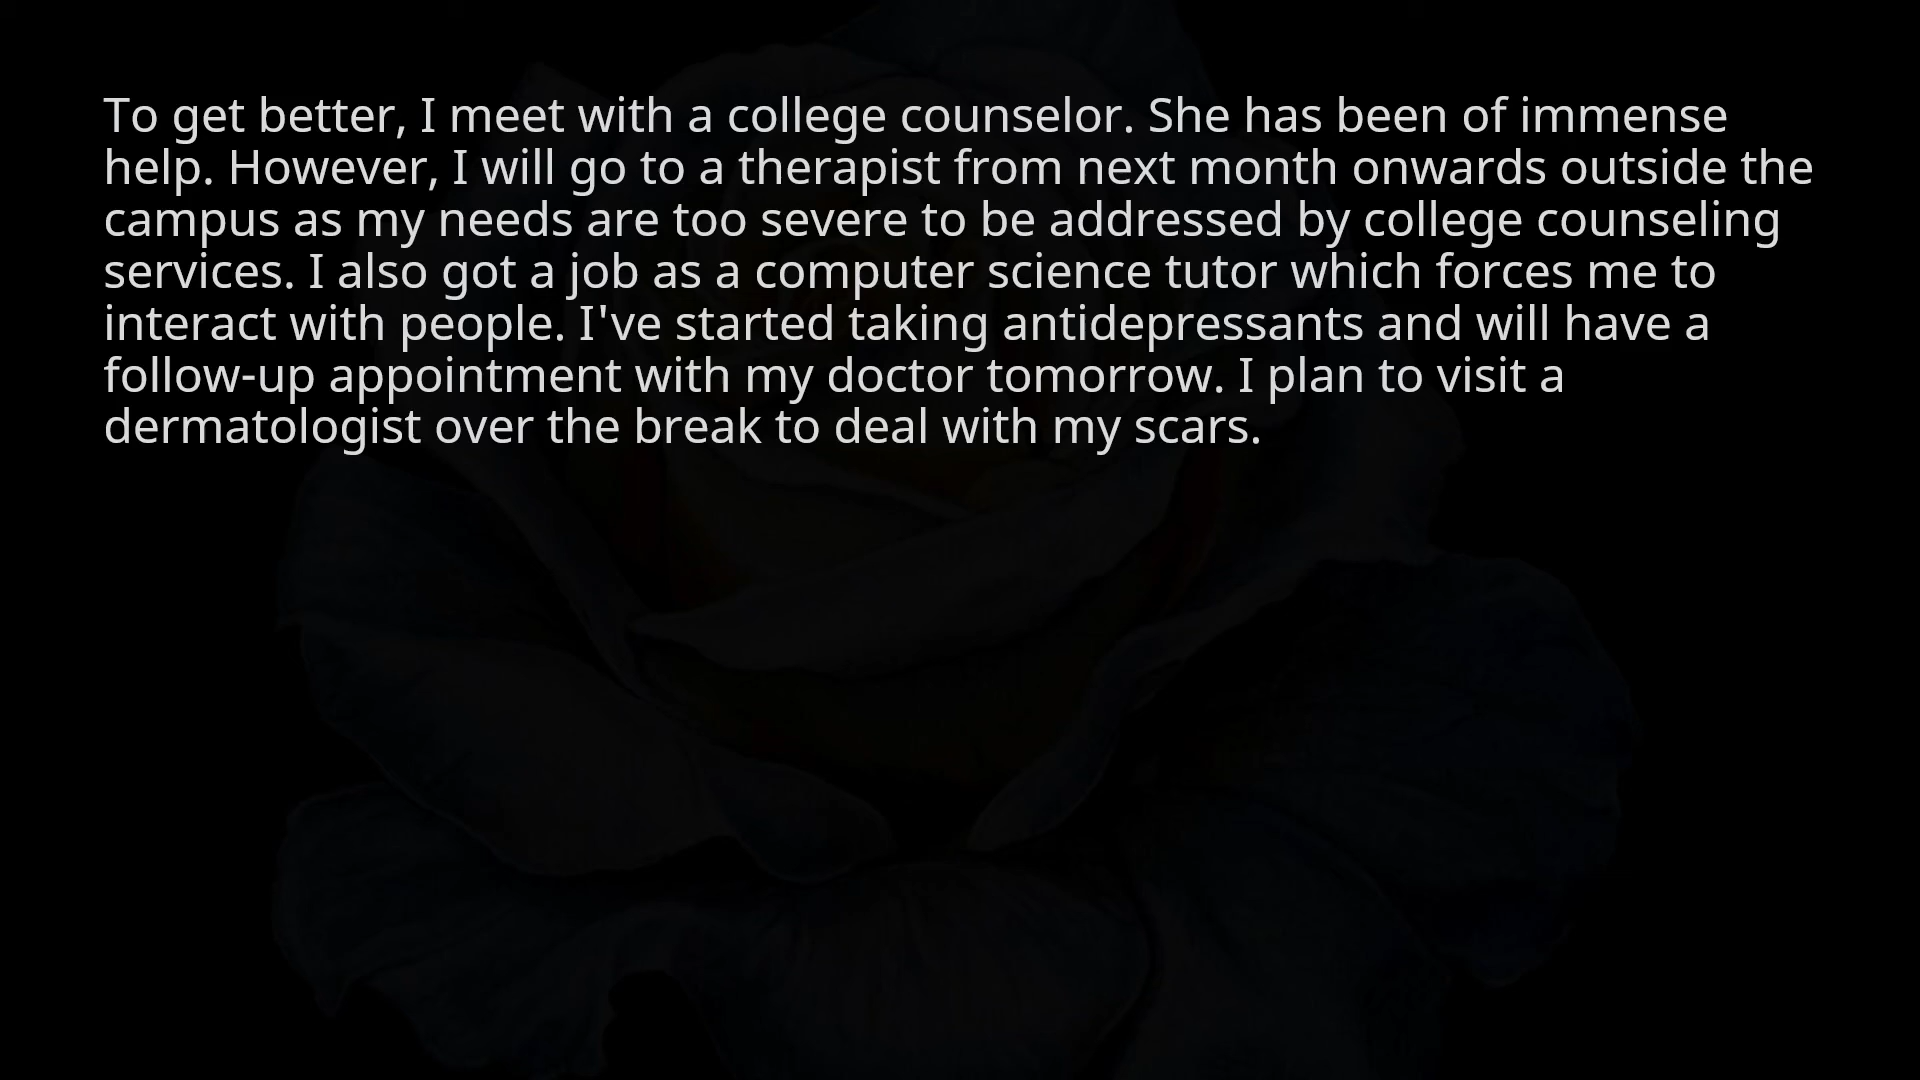 To get better, I meet with a college counselor. She has been of immense
help. However, I will go to a therapist from next month onwards outside the
campus as my needs are too severe to be addressed by college counseling
services. I also got a job as a computer science tutor which forces me to
interact with people. I've started taking antidepressants and will have a
follow-up appointment with my doctor tomorrow. I plan to visit a
dermatologist over the break to deal with my scars.